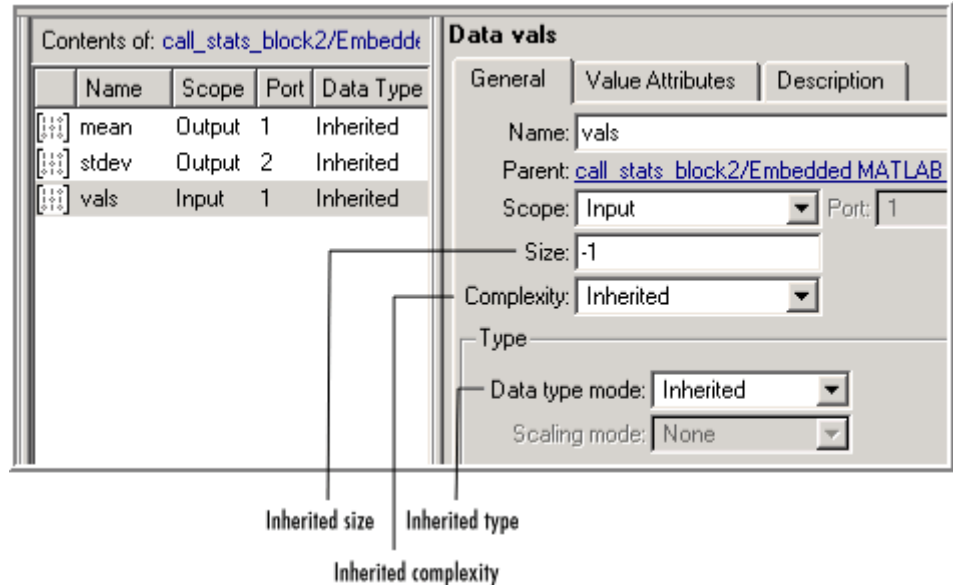 Contents of: call_stats_block2/Embedde
Name Scope Port Data Type
mean Output 1 Inherited
stdev Output 2 Inherited
vals Input 1 Inherited
Data vals
General Value Attributes Description
Name: vals
Parent: call_stats_block2/Embedded MATLAB
Scope: Input Port: 1
Size: -1
Complexity: Inherited
Type
Data type mode: Inherited
Scaling mode: None
Inherited size Inherited type
Inherited complexity